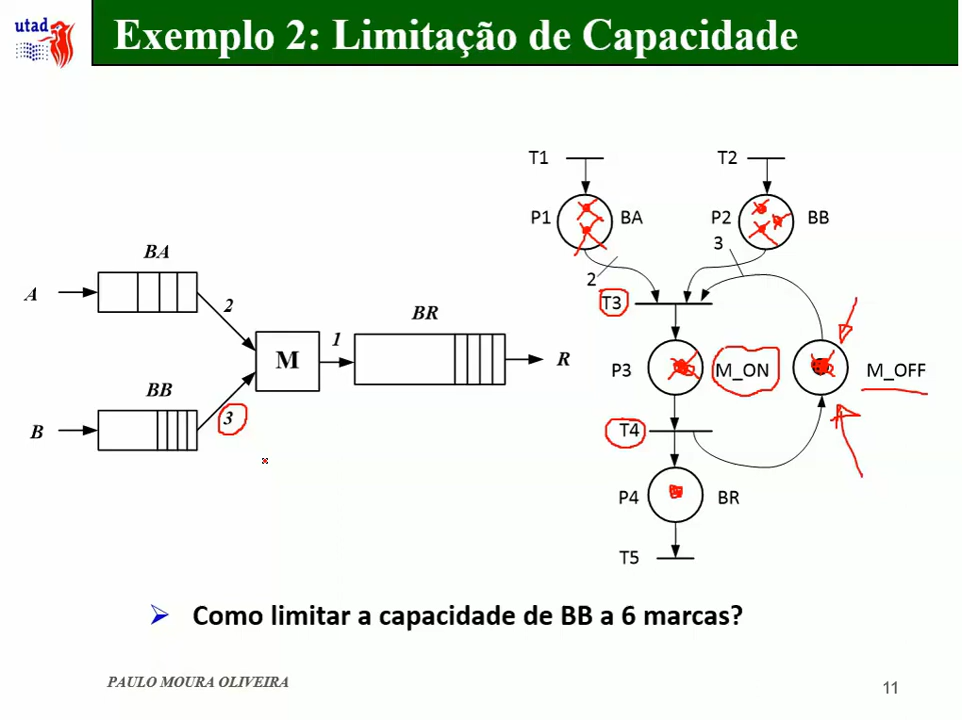 utad
Exemplo 2: Limitação de Capacidade
T1
T2
P1
BA
P2
BB
3
2
BA
A
2
T3
BR
1
M
R
P3
M_ON
M_OFF
BB
B
3
T4
P4
BR
T5
Como limitar a capacidade de BB a 6 marcas?
PAULO MOURA OLIVEIRA
11